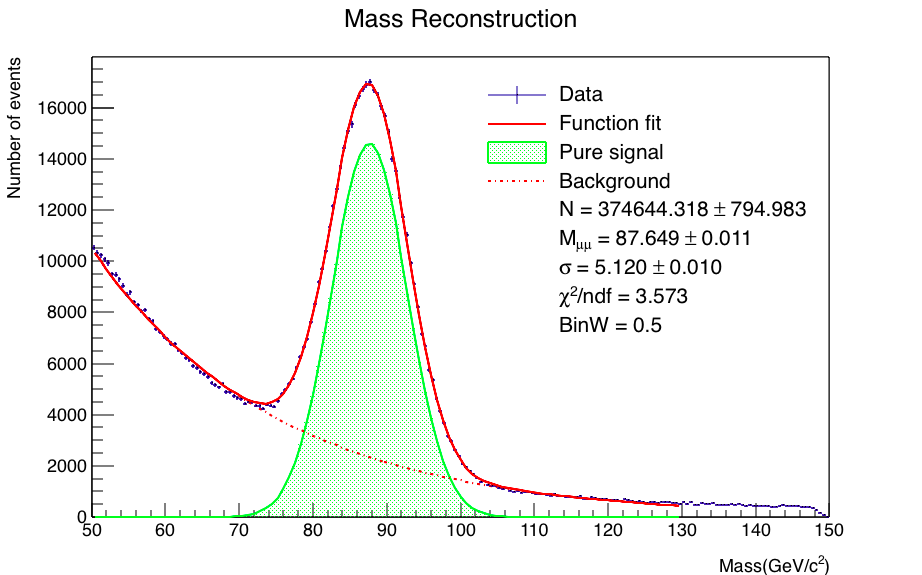 Mass Reconstruction
Number of events
16000
14000
12000
10000
8000
6000
4000
2000
0
Data
Function fit
Pure signal
Background
N = 374644.318 ± 794.983
Mμμ = 87.649 ± 0.011
σ = 5.120 ± 0.010
χ²/ndf = 3.573
BinW = 0.5
50 60 70 80 90 100 110 120 130 140 150
Mass(GeV/c²)